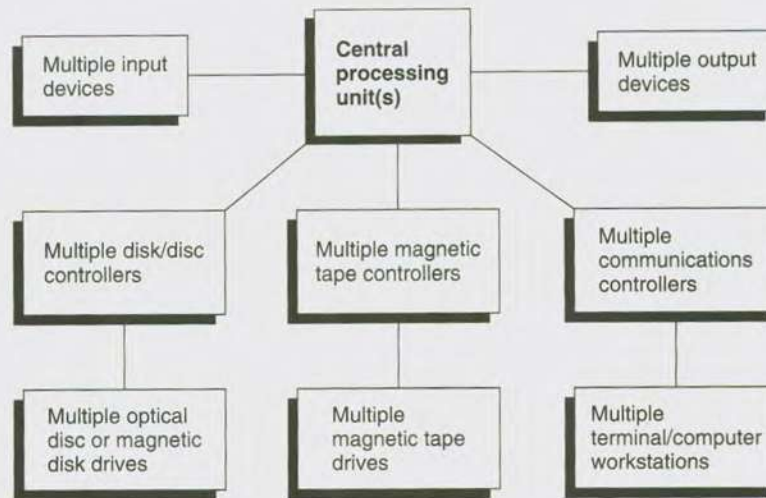 Multiple input
devices
Central
processing
unit(s)
Multiple output
devices
Multiple disk/disc
controllers
Multiple magnetic
tape controllers
Multiple
communications
controllers
Multiple optical
disc or magnetic
disk drives
Multiple
magnetic tape
drives
Multiple
terminal/computer
workstations